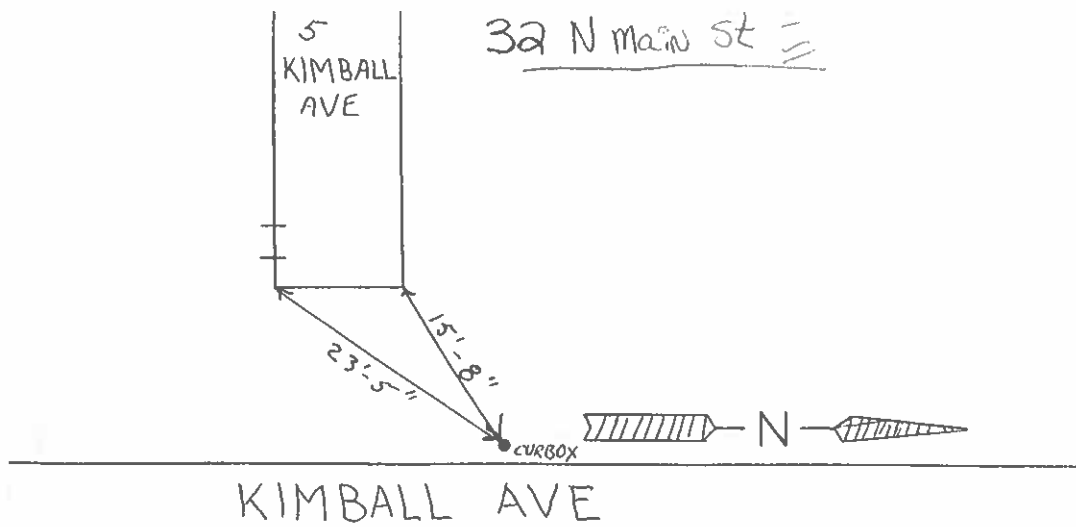 32 N Main St
5
KIMBALL
AVE
15'-8"
23'-5"
N
CURBOX
KIMBALL AVE